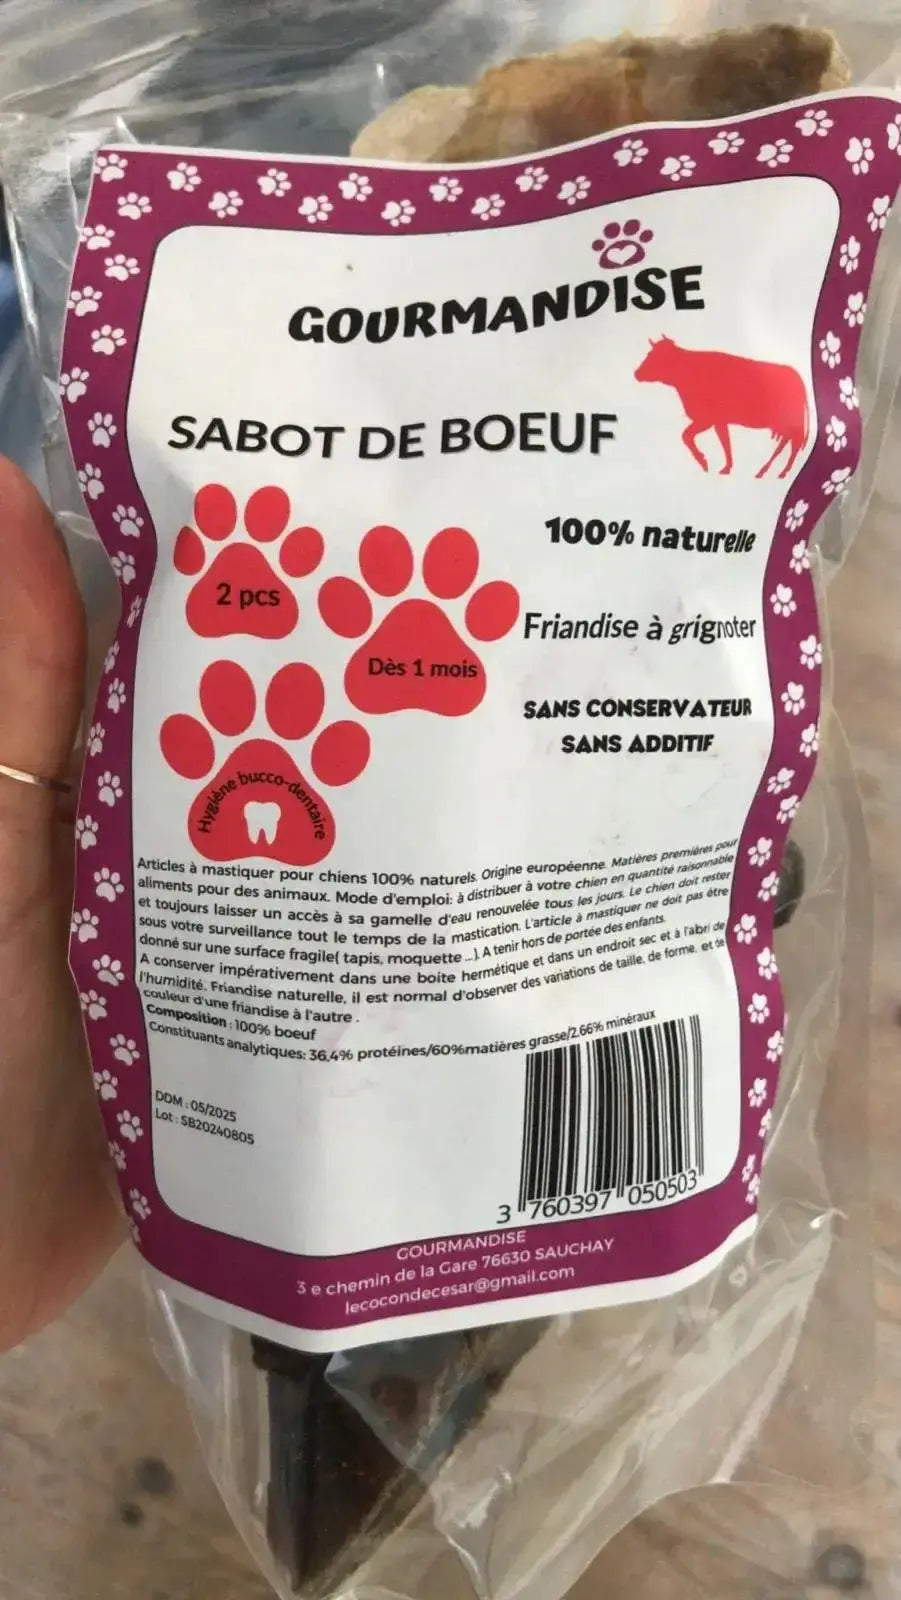 GOURMANDISE
SABOT DE BOEUF
100% naturelle
2 pcs
Dès 1 mois
Friandise à grignoter
SANS CONSERVATEUR
SANS ADDITIF
Hygiène bucco-dentaire
Articles à mastiquer pour chiens 100% naturels. Origine européenne. Matières premières pour
aliments pour des animaux. Mode d'emploi: à distribuer à votre chien en quantité raisonnable
et toujours laisser un accès à sa gamelle d'eau renouvelée tous les jours. Le chien doit rester
sous votre surveillance tout le temps de la mastication. L'article à mastiquer ne doit pas être
donné sur une surface fragile( tapis, moquette ...). A tenir hors de portée des enfants.
A conserver impérativement dans une boite hermétique et dans un endroit sec et à l'abri de
l'humidité. Friandise naturelle, il est normal d'observer des variations de taille, de forme, et de
couleur d'une friandise à l'autre .
Composition : 100% boeuf
Constituants analytiques: 36,4% protéines/60%matières grasse/2.66% minéraux
DDM : 05/2025
Lot : SB20240805
3 760397 050503
GOURMANDISE
3 e chemin de la Gare 76630 SAUCHAY
lecocondecesar@gmail.com